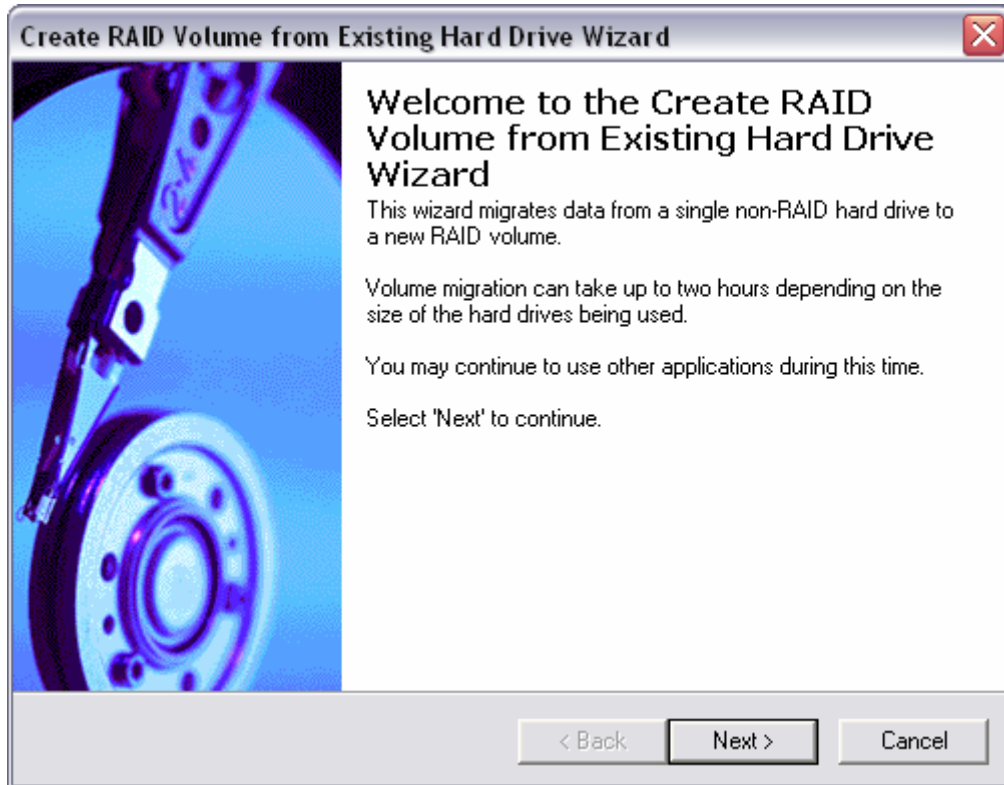 Create RAID Volume from Existing Hard Drive Wizard
Welcome to the Create RAID
Volume from Existing Hard Drive
Wizard
This wizard migrates data from a single non-RAID hard drive to
a new RAID volume.
Volume migration can take up to two hours depending on the
size of the hard drives being used.
You may continue to use other applications during this time.
Select 'Next' to continue.
< Back
Next >
Cancel